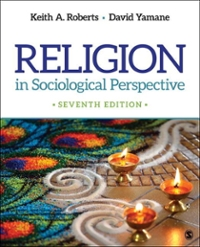 Keith A. Roberts • David Yamane
RELIGION
in Sociological Perspective
• SEVENTH EDITION •